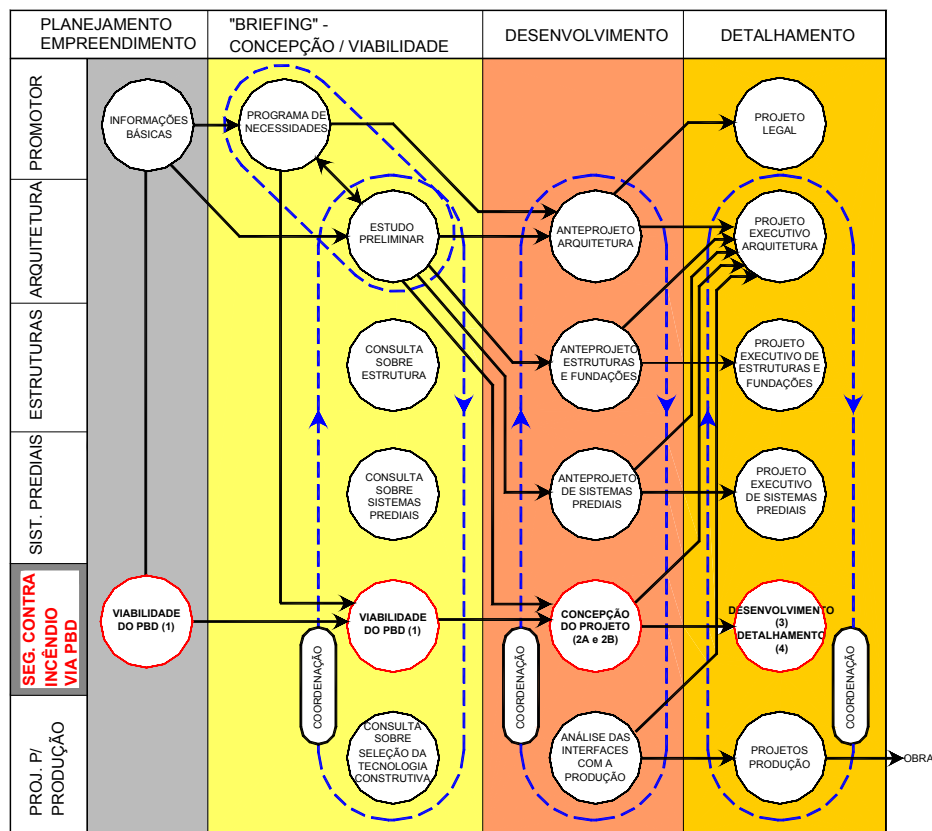 PLANEJAMENTO
EMPREENDIMENTO
"BRIEFING" -
CONCEPÇÃO / VIABILIDADE
DESENVOLVIMENTO
DETALHAMENTO
PROMOTOR
INFORMAÇÕES
BÁSICAS
PROGRAMA DE
NECESSIDADES
PROJETO
LEGAL
ARQUITETURA
ESTUDO
PRELIMINAR
ANTEPROJETO
ARQUITETURA
PROJETO
EXECUTIVO
ARQUITETURA
ESTRUTURAS
CONSULTA
SOBRE
ESTRUTURA
ANTEPROJETO
ESTRUTURAS
E FUNDAÇÕES
PROJETO
EXECUTIVO DE
ESTRUTURAS E
FUNDAÇÕES
SIST. PREDIAIS
CONSULTA
SOBRE
SISTEMAS
PREDIAIS
ANTEPROJETO
DE SISTEMAS
PREDIAIS
PROJETO
EXECUTIVO
DE SISTEMAS
PREDIAIS
SEG. CONTRA
INCÊNDIO
VIA PBD
VIABILIDADE
DO PBD (1)
VIABILIDADE
DO PBD (1)
CONCEPÇÃO
DO PROJETO
(2A e 2B)
DESENVOLVIMENTO
(3)
DETALHAMENTO
(4)
COORDENAÇÃO
COORDENAÇÃO
COORDENAÇÃO
PROJ. P/
PRODUÇÃO
CONSULTA
SOBRE
SELEÇÃO DA
TECNOLOGIA
CONSTRUTIVA
ANÁLISE DAS
INTERFACES
COM A
PRODUÇÃO
PROJETOS
PRODUÇÃO
OBRA